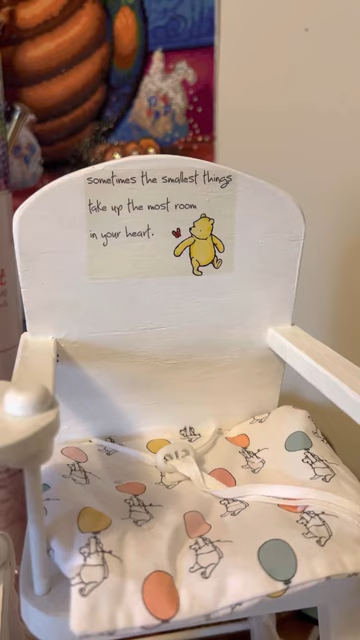 sometimes the smallest things
take up the most room
in your heart.